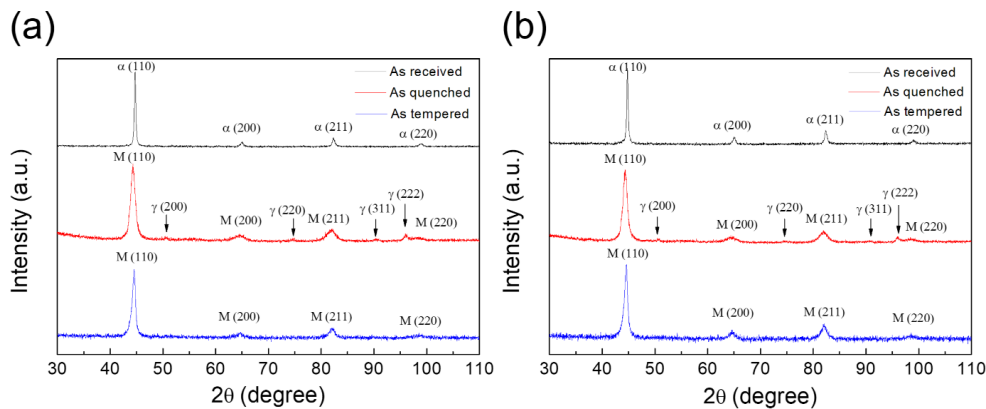 (a)
α (110)
As received
As quenched
As tempered
α (200)
α (211)
α (220)
M (110)
γ (200)
M (200)
γ (220)
M (211)
γ (311)
γ (222)
M (220)
M (110)
M (200)
M (211)
M (220)
Intensity (a.u.)
30 40 50 60 70 80 90 100 110
2θ (degree)
(b)
α (110)
As received
As quenched
As tempered
α (200)
α (211)
α (220)
M (110)
γ (200)
M (200)
γ (220)
M (211)
γ (311)
γ (222)
M (220)
M (110)
M (200)
M (211)
M (220)
Intensity (a.u.)
30 40 50 60 70 80 90 100 110
2θ (degree)